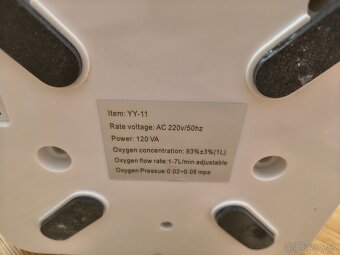 Item: YY-11
Rate voltage: AC 220v/50hz
Power: 120 VA
Oxygen concentration: 93%±3%(1L)
Oxygen flow rate: 1-7L/min adjustable
Oxygen Pressue: 0.02~0.05 mpa